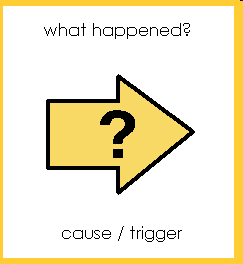 what happened?
?
cause / trigger